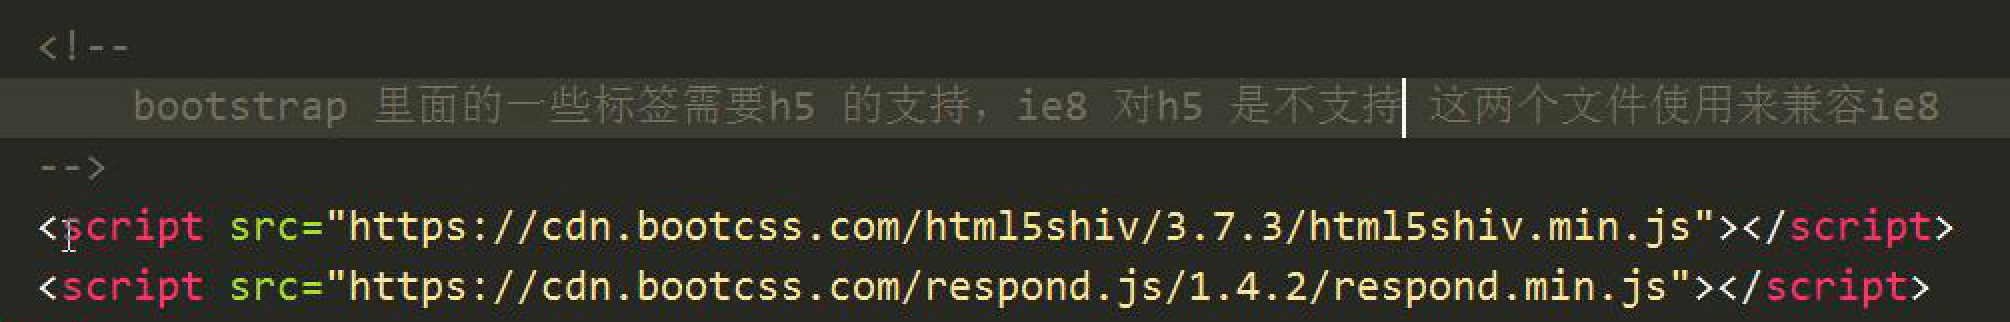 <!--
bootstrap 里面的一些标签需要h5 的支持，ie8 对h5 是不支持 这两个文件使用来兼容ie8
-->
<script src="https://cdn.bootcss.com/html5shiv/3.7.3/html5shiv.min.js"></script>
<script src="https://cdn.bootcss.com/respond.js/1.4.2/respond.min.js"></script>